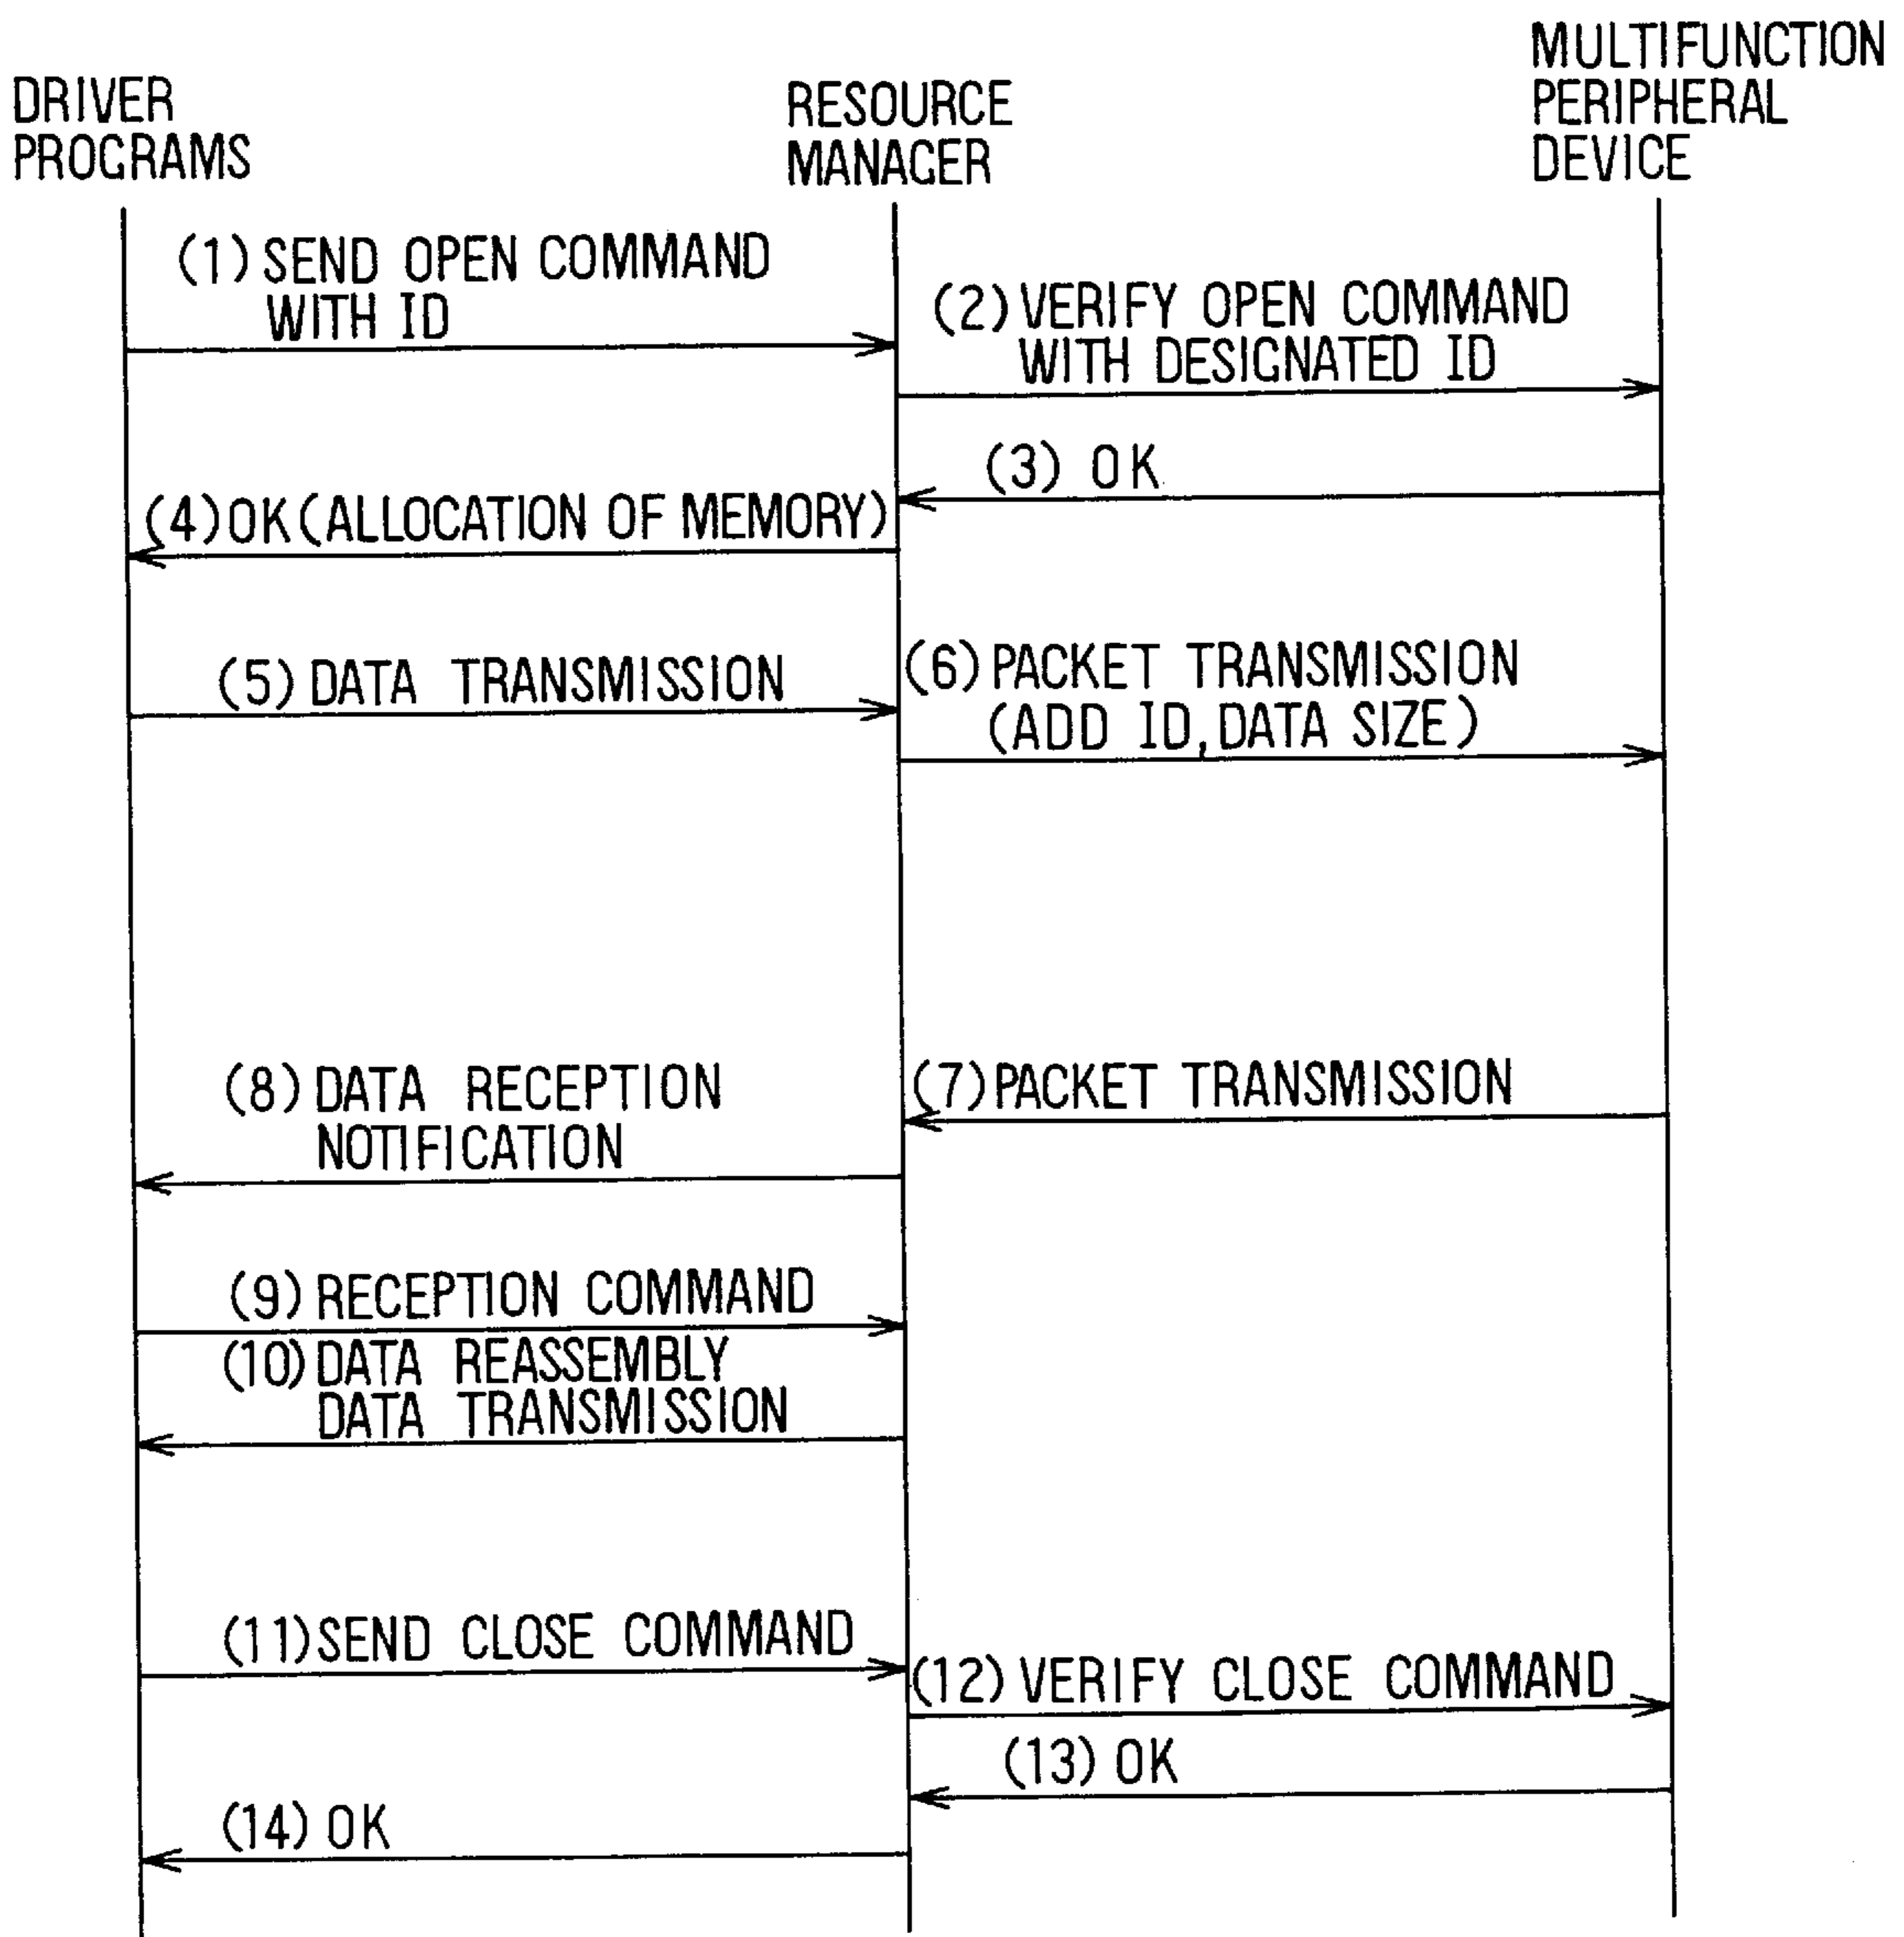 DRIVER
PROGRAMS
RESOURCE
MANAGER
MULTIFUNCTION
PERIPHERAL
DEVICE
(1) SEND OPEN COMMAND
WITH ID
(2) VERIFY OPEN COMMAND
WITH DESIGNATED ID
(3) OK
(4) OK (ALLOCATION OF MEMORY)
(5) DATA TRANSMISSION
(6) PACKET TRANSMISSION
(ADD ID, DATA SIZE)
(7) PACKET TRANSMISSION
(8) DATA RECEPTION
NOTIFICATION
(9) RECEPTION COMMAND
(10) DATA REASSEMBLY
DATA TRANSMISSION
(11) SEND CLOSE COMMAND
(12) VERIFY CLOSE COMMAND
(13) OK
(14) OK